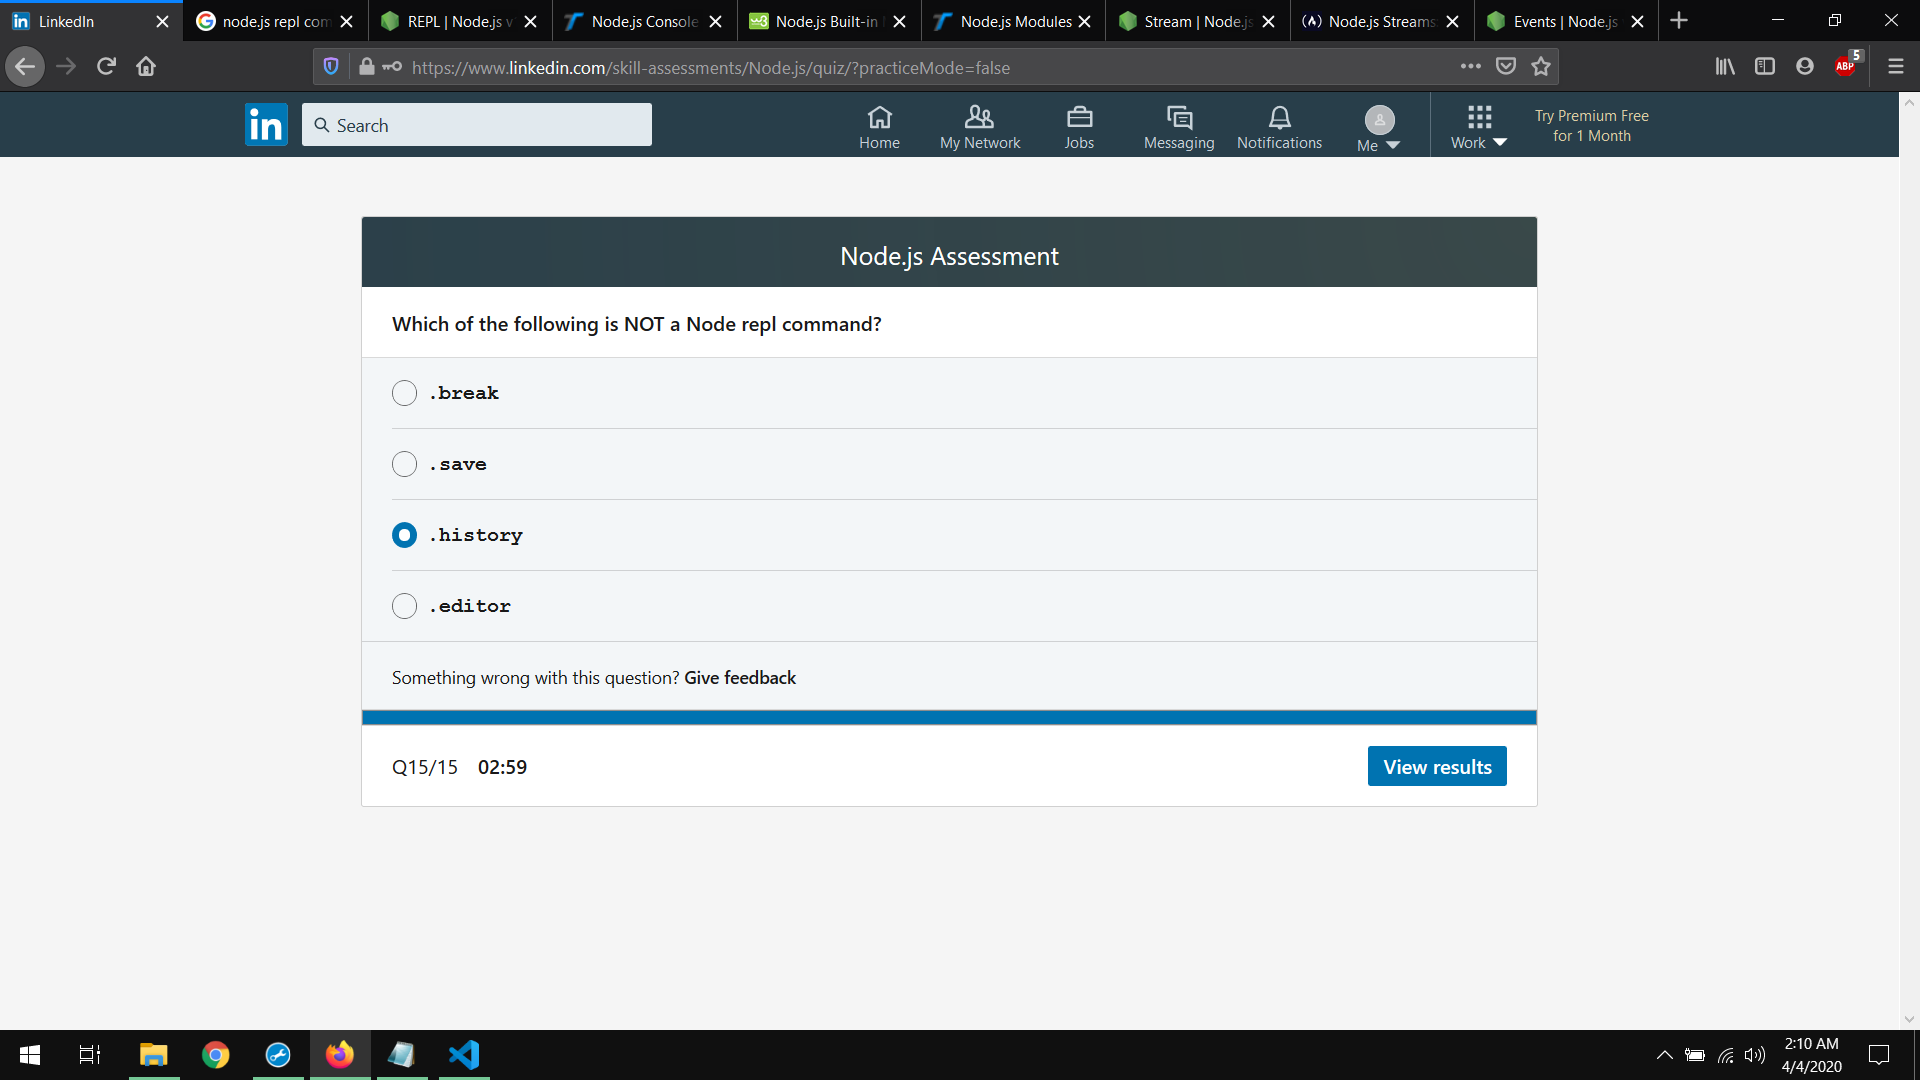 LinkedIn
node.js repl com
REPL | Node.js v
Node.js Console
Node.js Built-in
Node.js Modules
Stream | Node.js
Node.js Streams
Events | Node.js
https://www.linkedin.com/skill-assessments/Node.js/quiz/?practiceMode=false
ABP
5
in
Search
Home
My Network
Jobs
Messaging
Notifications
Me
Work
Try Premium Free
for 1 Month
Node.js Assessment
Which of the following is NOT a Node repl command?
.break
.save
.history
.editor
Something wrong with this question? Give feedback
Q15/15 02:59
View results
2:10 AM
4/4/2020